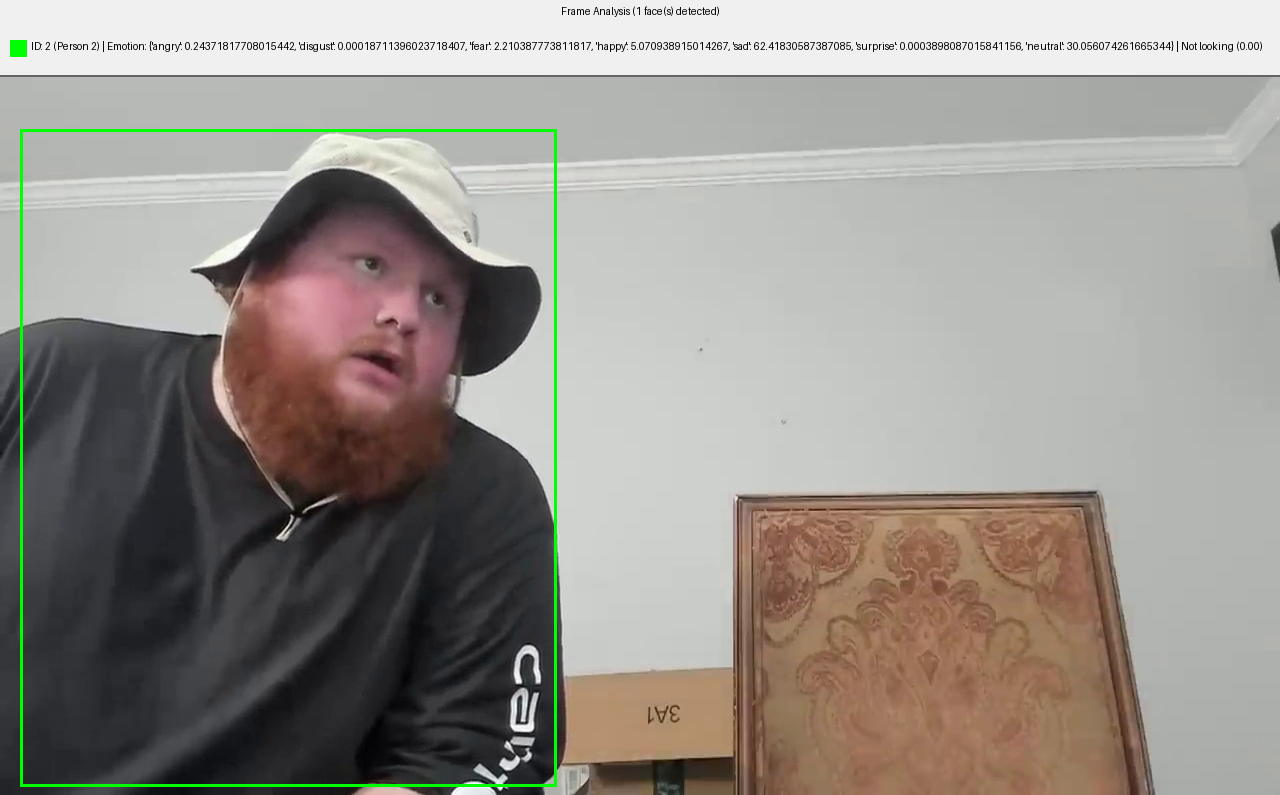 Frame Analysis (1 face(s) detected)
ID: 2 (Person 2) | Emotion: {'angry': 0.24371817708015442, 'disgust': 0.00018711396023718407, 'fear': 2.210387773811817, 'happy': 5.070938915014267, 'sad': 62.41830587387085, 'surprise': 0.0003898087015841156, 'neutral': 30.056074261665344} | Not looking (0.00)
3A1